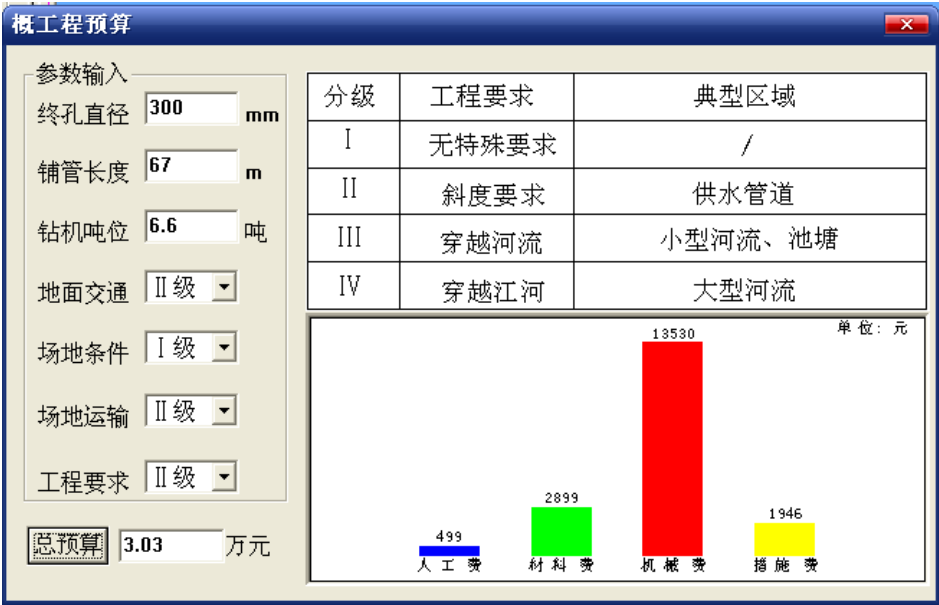 概工程预算
参数输入
终孔直径 300 mm
铺管长度 67 m
钻机吨位 6.6 吨
地面交通 Ⅱ级
场地条件 Ⅰ级
场地运输 Ⅱ级
工程要求 Ⅱ级
总预算 3.03 万元
分级 工程要求 典型区域
Ⅰ 无特殊要求 /
Ⅱ 斜度要求 供水管道
Ⅲ 穿越河流 小型河流、池塘
Ⅳ 穿越江河 大型河流
单位：元
499 2899 13530 1946
人工费 材料费 机械费 措施费